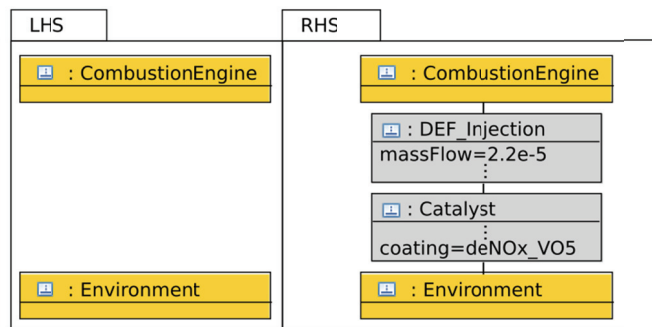 LHS
RHS
: CombustionEngine
: CombustionEngine
: DEF_Injection
massFlow=2.2e-5
: Catalyst
coating=deNOx_VO5
: Environment
: Environment